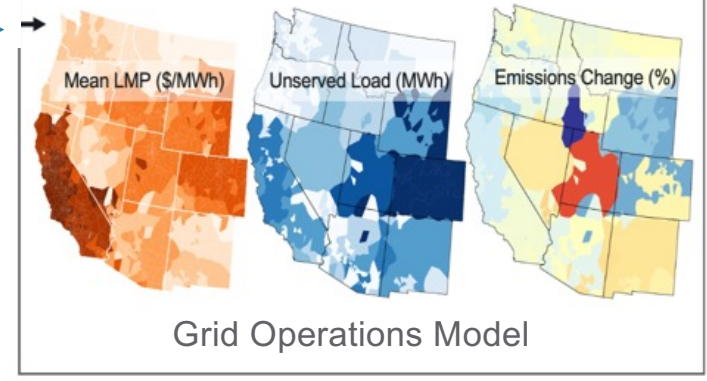 Mean LMP ($/MWh)
Unserved Load (MWh)
Emissions Change (%)
Grid Operations Model